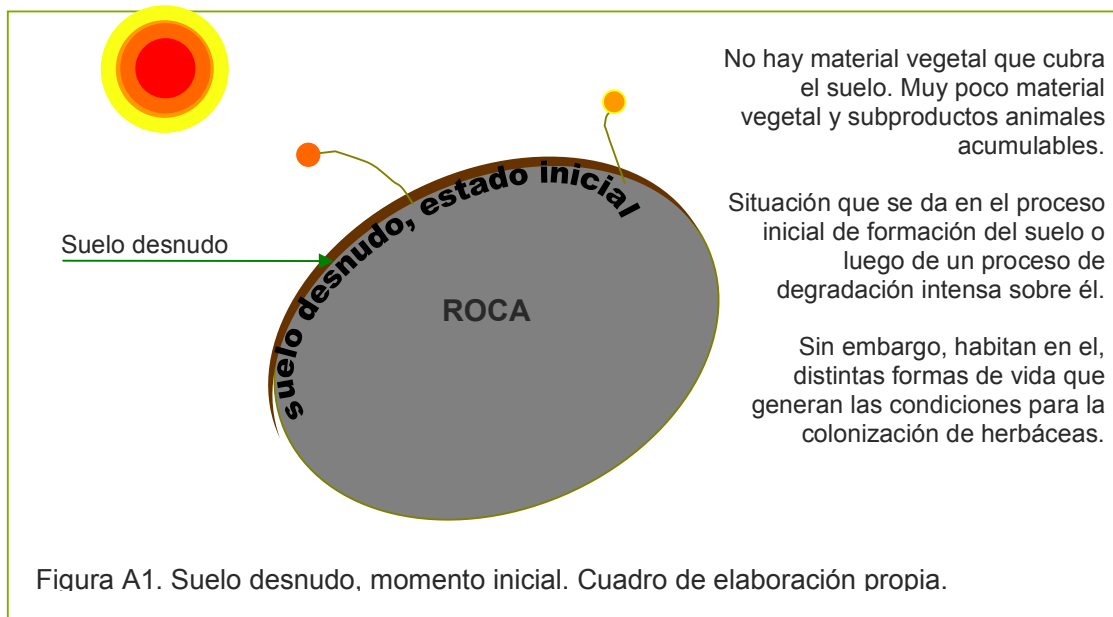 No hay material vegetal que cubra
el suelo. Muy poco material
vegetal y subproductos animales
acumulables.
Situación que se da en el proceso
inicial de formación del suelo o
luego de un proceso de
degradación intensa sobre él.
Sin embargo, habitan en el,
distintas formas de vida que
generan las condiciones para la
colonización de herbáceas.
Suelo desnudo
suelo desnudo, estado inicial
ROCA
Figura A1. Suelo desnudo, momento inicial. Cuadro de elaboración propia.